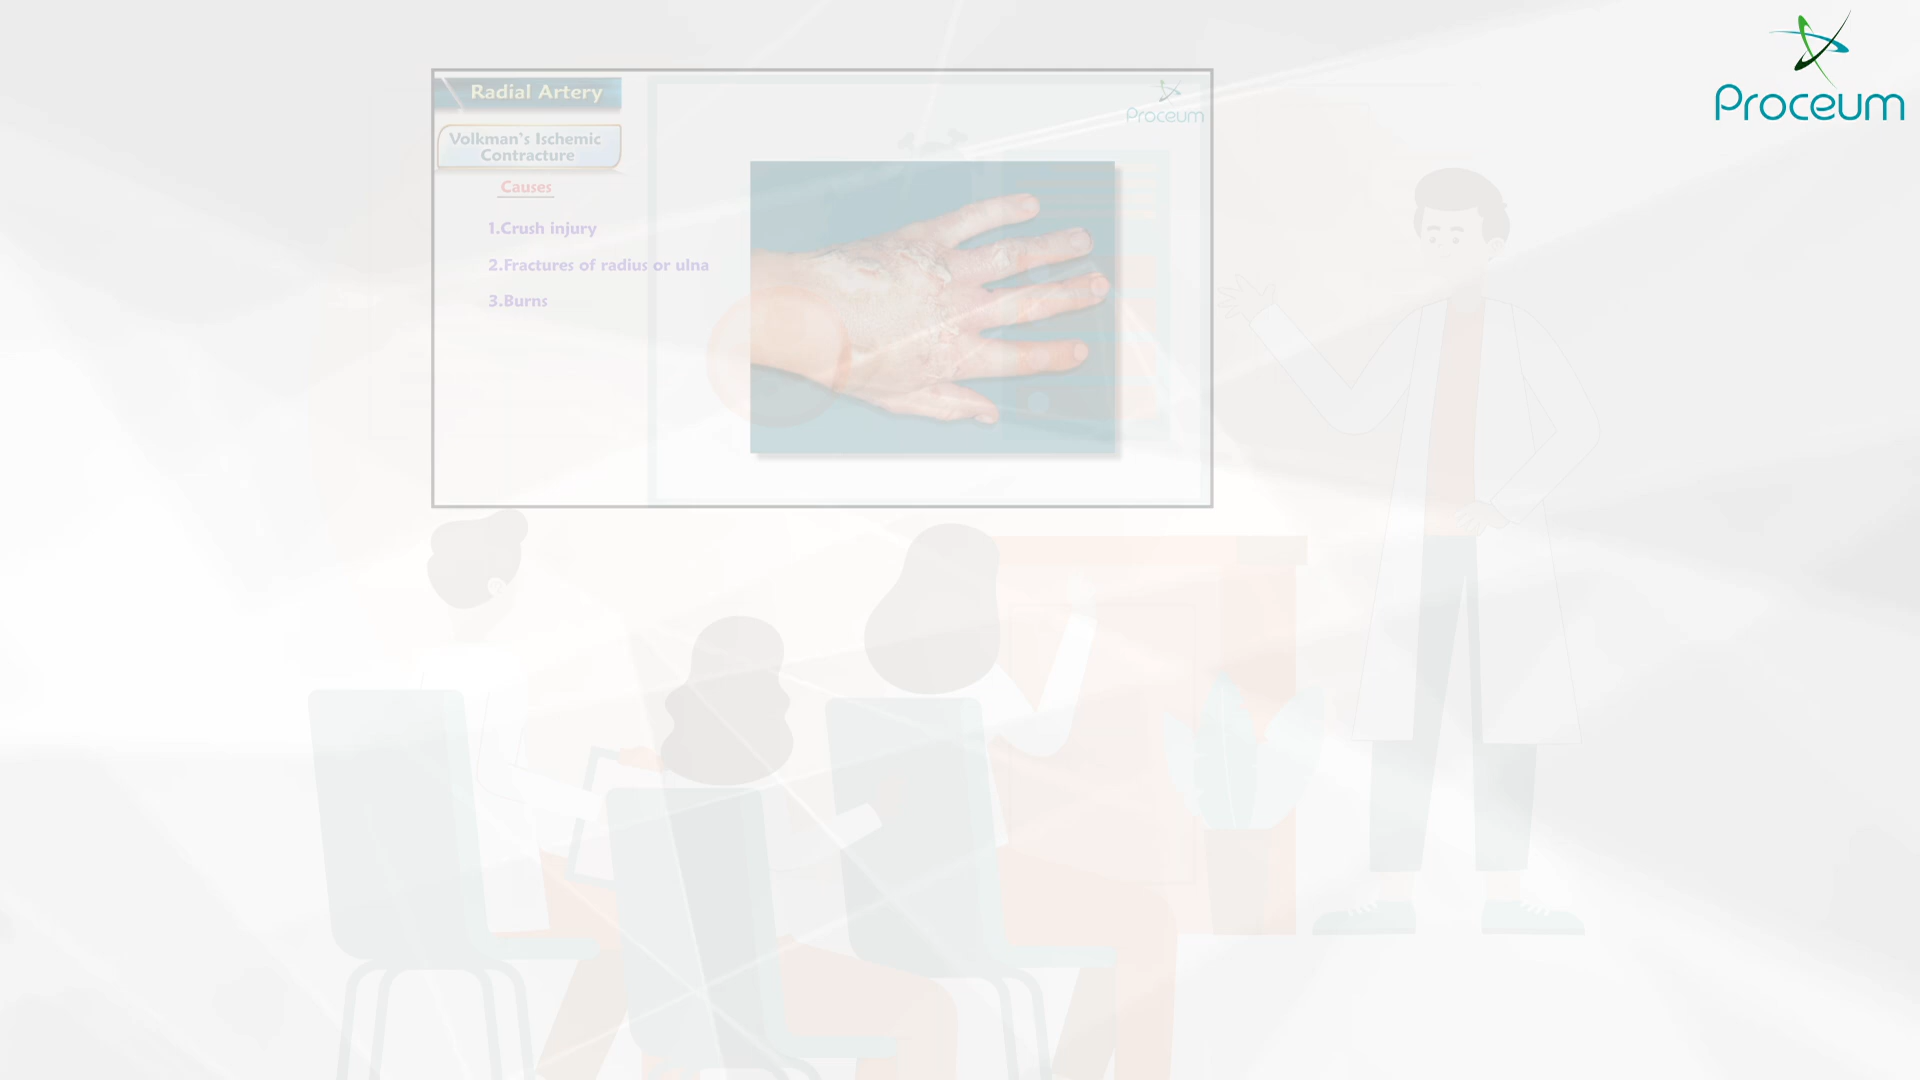 Proceum
Radial Artery
Proceum
Volkman's Ischemic
Contracture
Causes
1.Crush injury
2.Fractures of radius or ulna
3.Burns